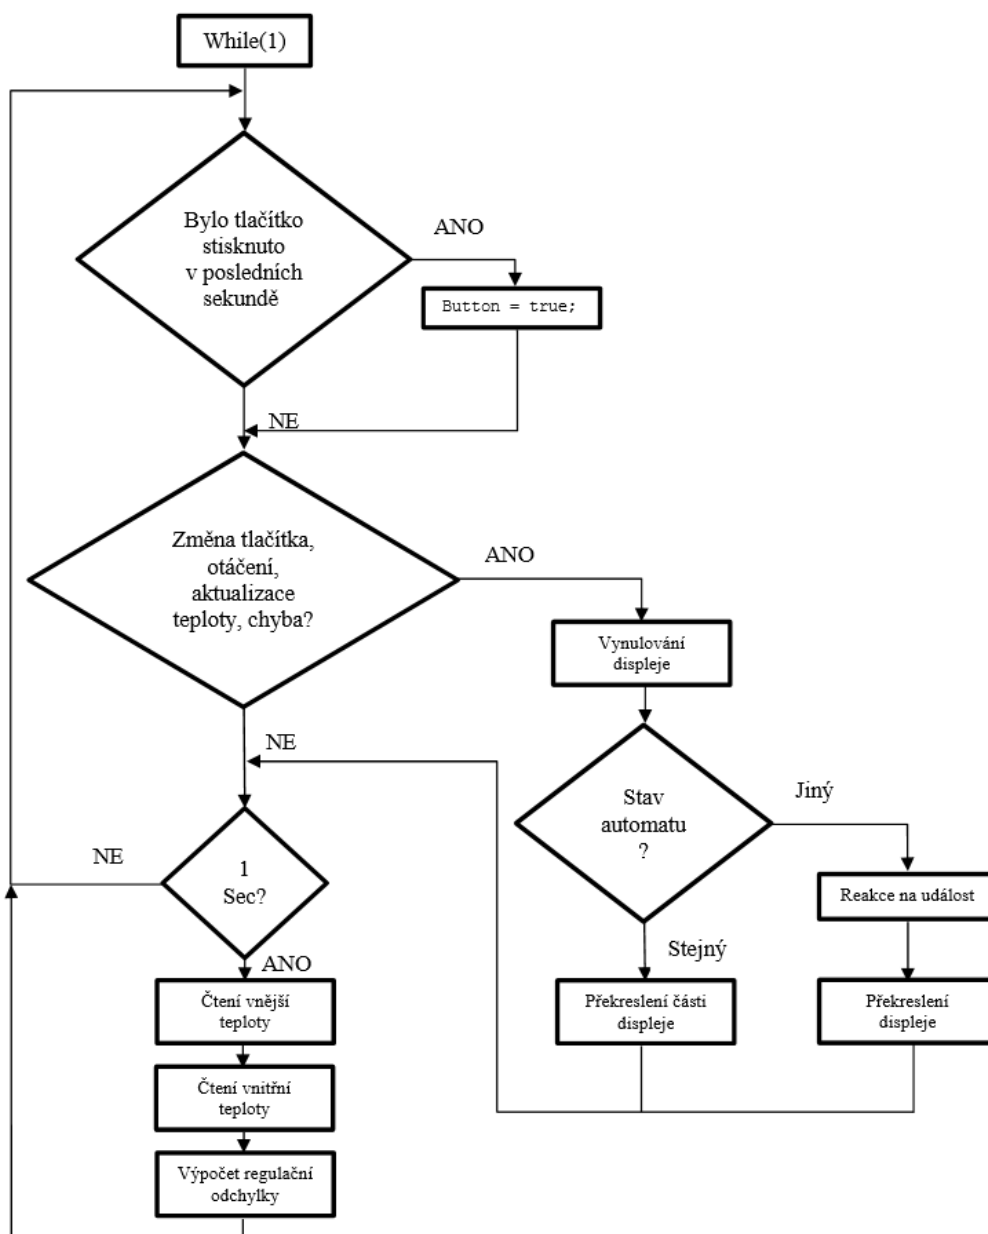 While(1)
Bylo tlačítko
stisknuto
v posledních
sekundě
ANO
Button = true;
NE
Změna tlačítka,
otáčení,
aktualizace
teploty, chyba?
ANO
Vynulování
displeje
NE
Stav
automatu
?
Jiný
Reakce na událost
Stejný
Překreslení části
displeje
Překreslení
displeje
NE
1
Sec?
ANO
Čtení vnější
teploty
Čtení vnitřní
teploty
Výpočet regulační
odchylky